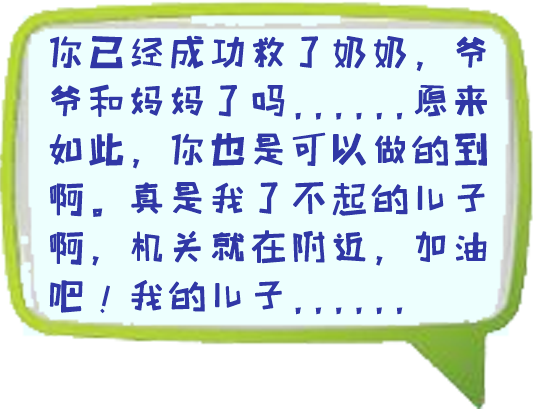 你已经成功救了奶奶，爷
爷和妈妈了吗......愿来
如此，你也是可以做的到
啊。真是我了不起的儿子
啊，机关就在附近，加油
吧！我的儿子......